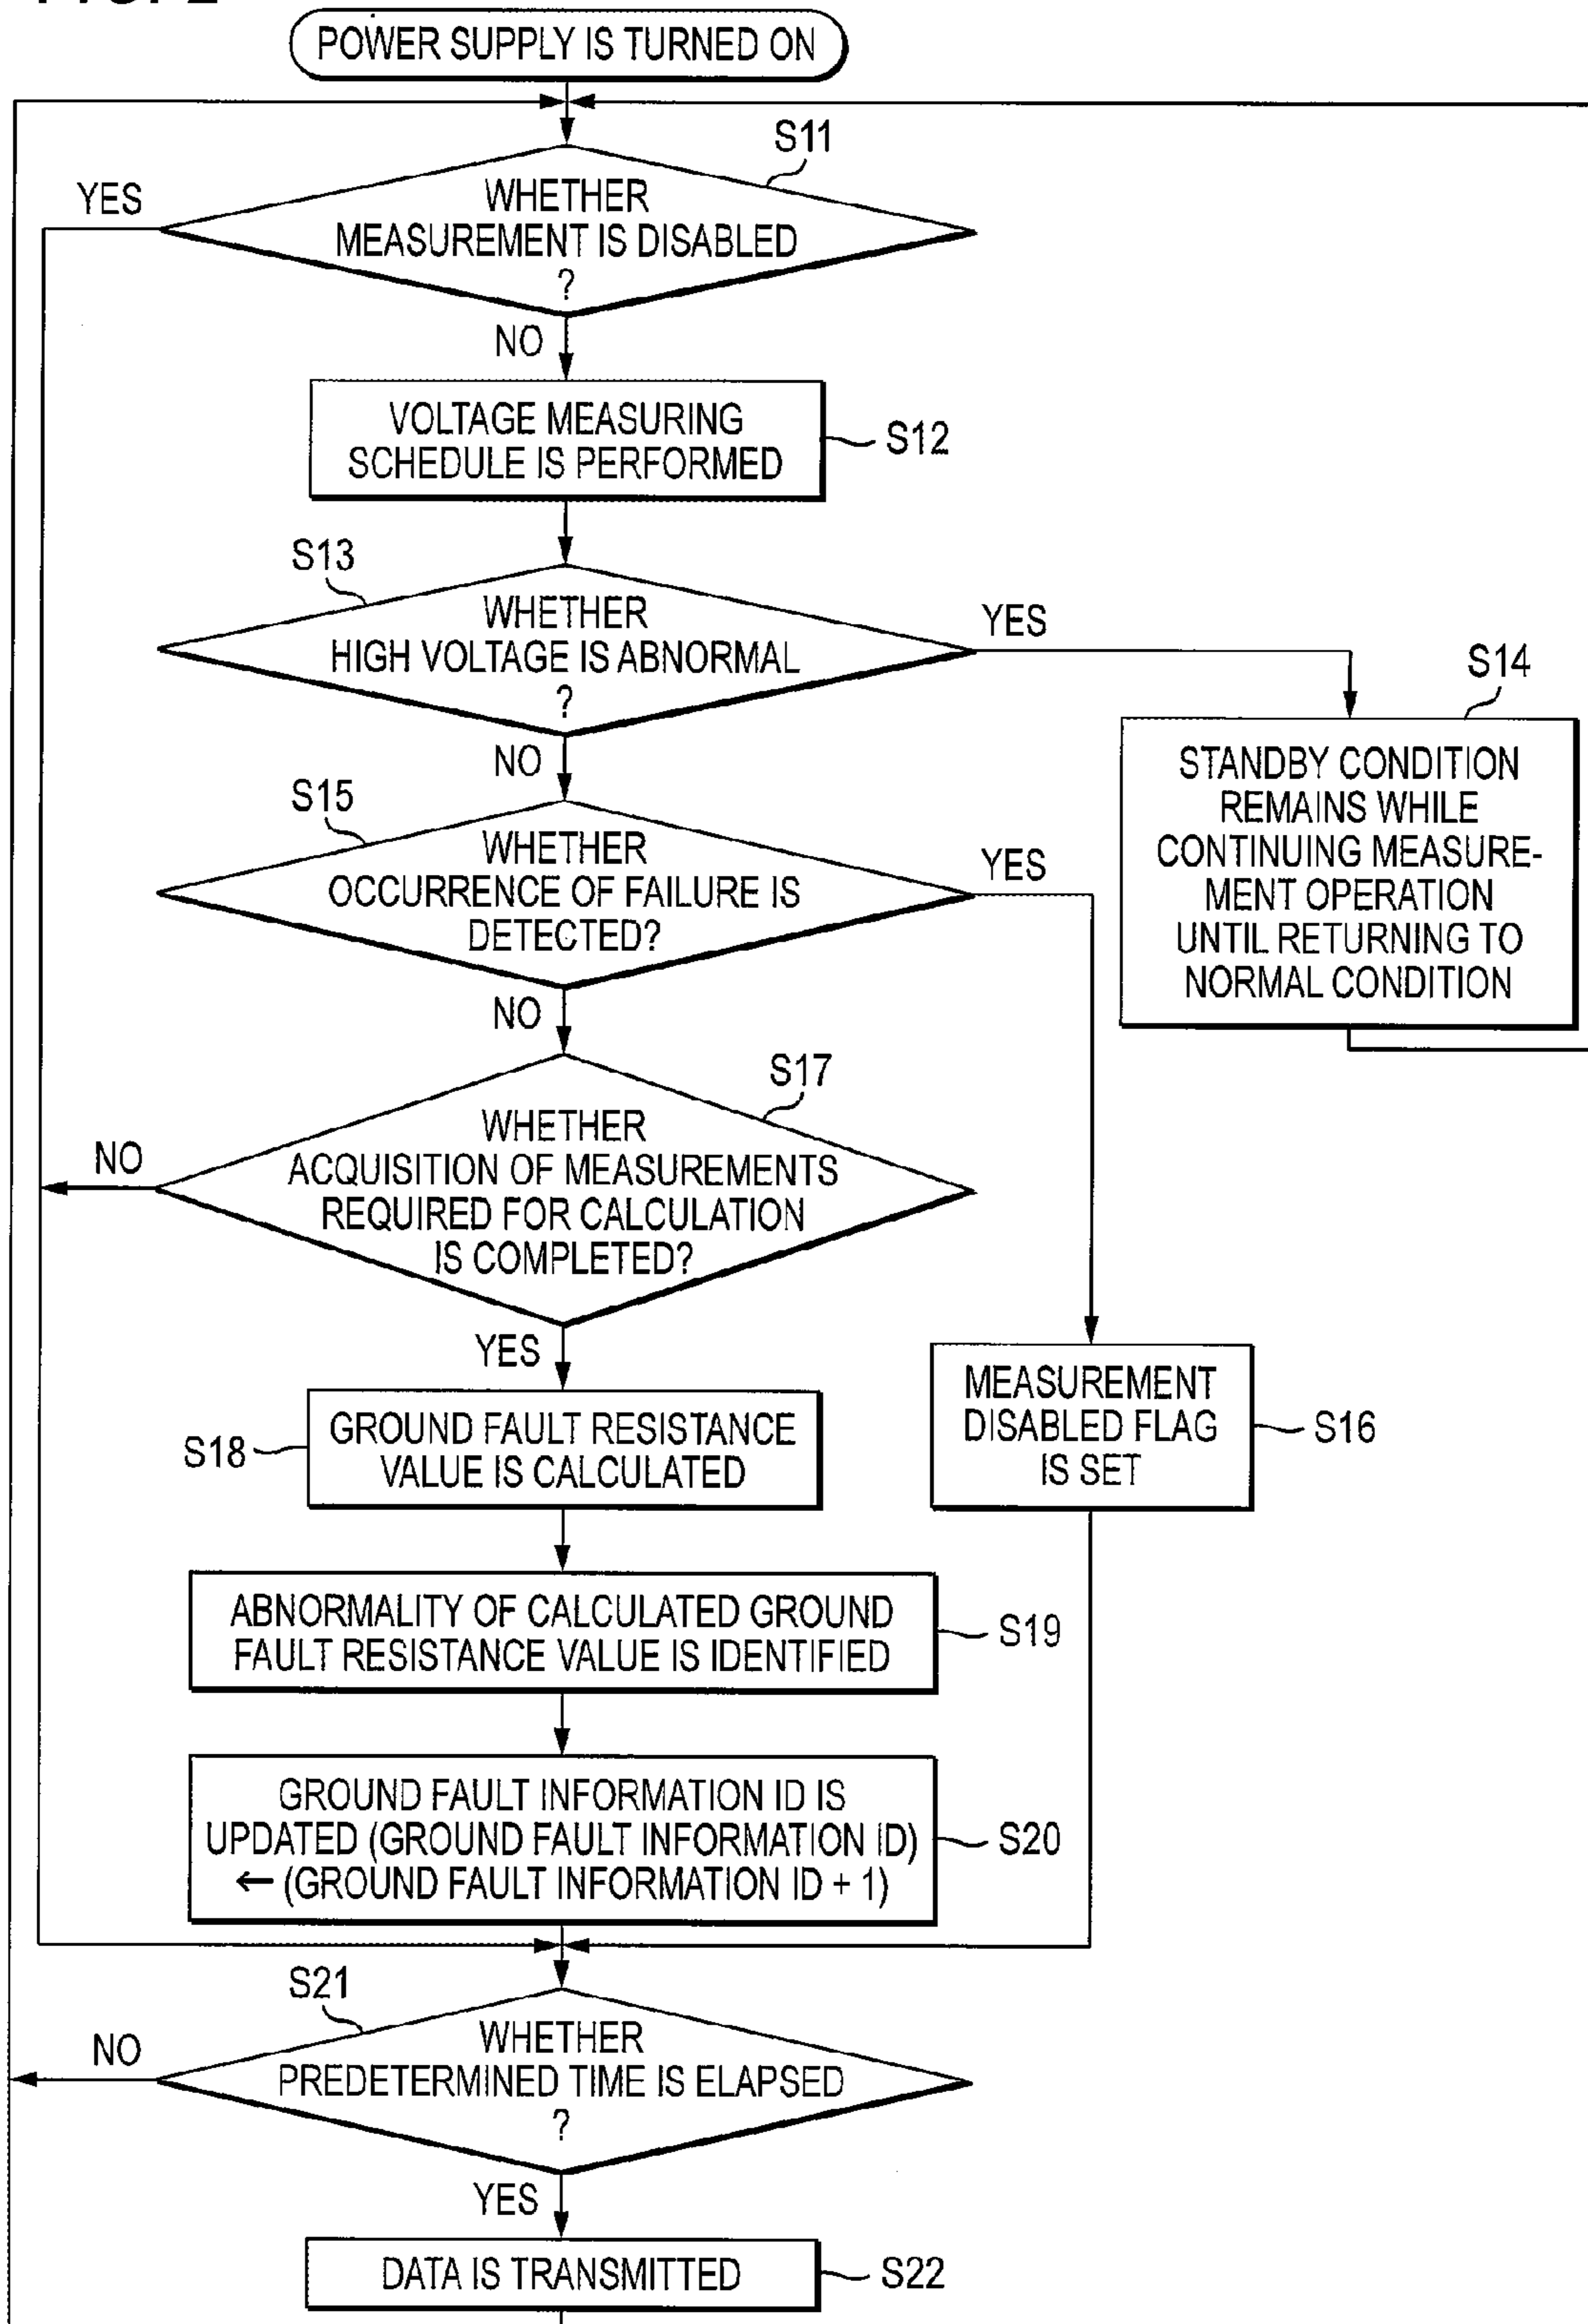 POWER SUPPLY IS TURNED ON
S11
YES
WHETHER
MEASUREMENT IS DISABLED
?
NO
VOLTAGE MEASURING
SCHEDULE IS PERFORMED
S12
S13
WHETHER
HIGH VOLTAGE IS ABNORMAL
?
YES
NO
S14
STANDBY CONDITION
REMAINS WHILE
CONTINUING MEASURE-
MENT OPERATION
UNTIL RETURNING TO
NORMAL CONDITION
S15
WHETHER
OCCURRENCE OF FAILURE IS
DETECTED?
YES
NO
S17
WHETHER
ACQUISITION OF MEASUREMENTS
REQUIRED FOR CALCULATION
IS COMPLETED?
NO
YES
MEASUREMENT
DISABLED FLAG
IS SET
S16
S18
GROUND FAULT RESISTANCE
VALUE IS CALCULATED
ABNORMALITY OF CALCULATED GROUND
FAULT RESISTANCE VALUE IS IDENTIFIED
S19
GROUND FAULT INFORMATION ID IS
UPDATED (GROUND FAULT INFORMATION ID)
← (GROUND FAULT INFORMATION ID + 1)
S20
S21
WHETHER
PREDETERMINED TIME IS ELAPSED
?
NO
YES
DATA IS TRANSMITTED
S22